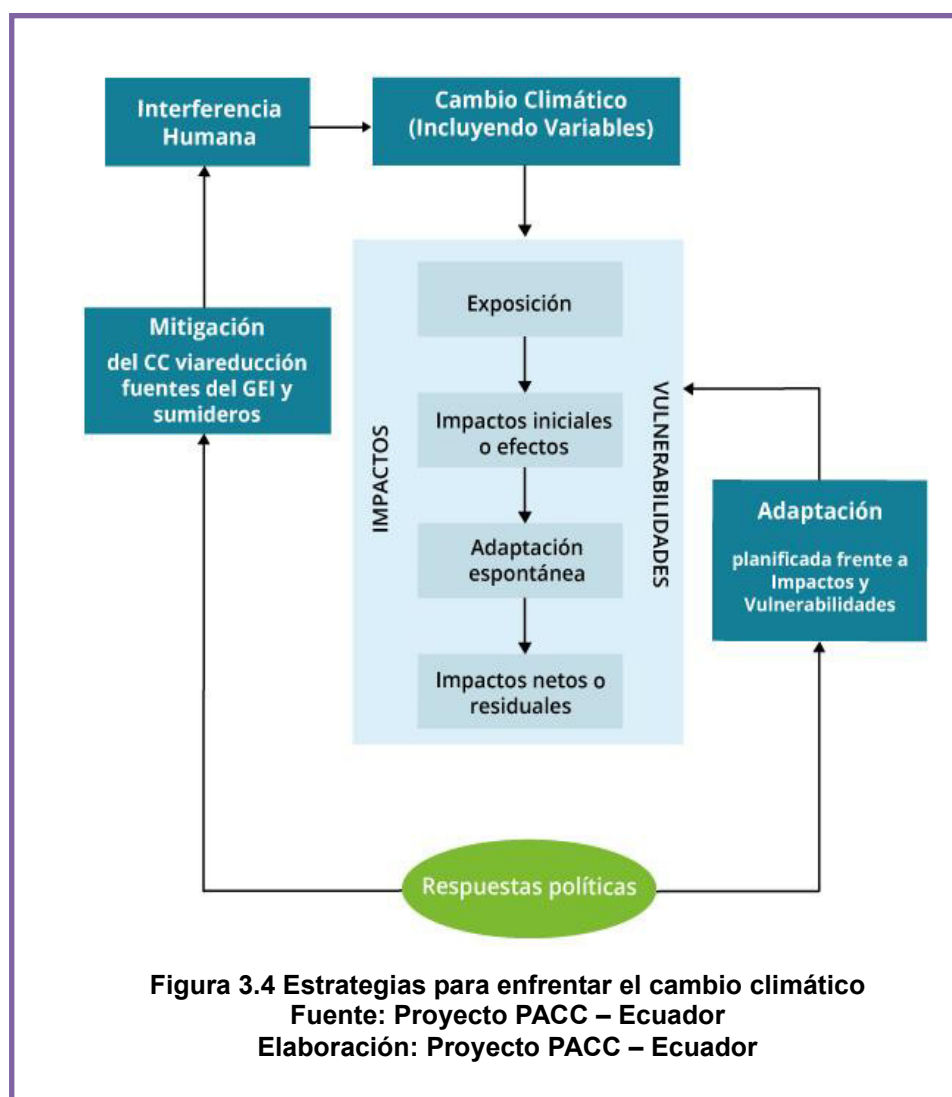 Interferencia
Humana
Cambio Climático
(Incluyendo Variables)
Exposición
Mitigación
del CC viareducción
fuentes del GEI y
sumideros
IMPACTOS
Impactos iniciales
o efectos
VULNERABILIDADES
Adaptación
espontánea
Adaptación
planificada frente a
Impactos y
Vulnerabilidades
Impactos netos o
residuales
Respuestas políticas
Figura 3.4 Estrategias para enfrentar el cambio climático
Fuente: Proyecto PACC – Ecuador
Elaboración: Proyecto PACC – Ecuador